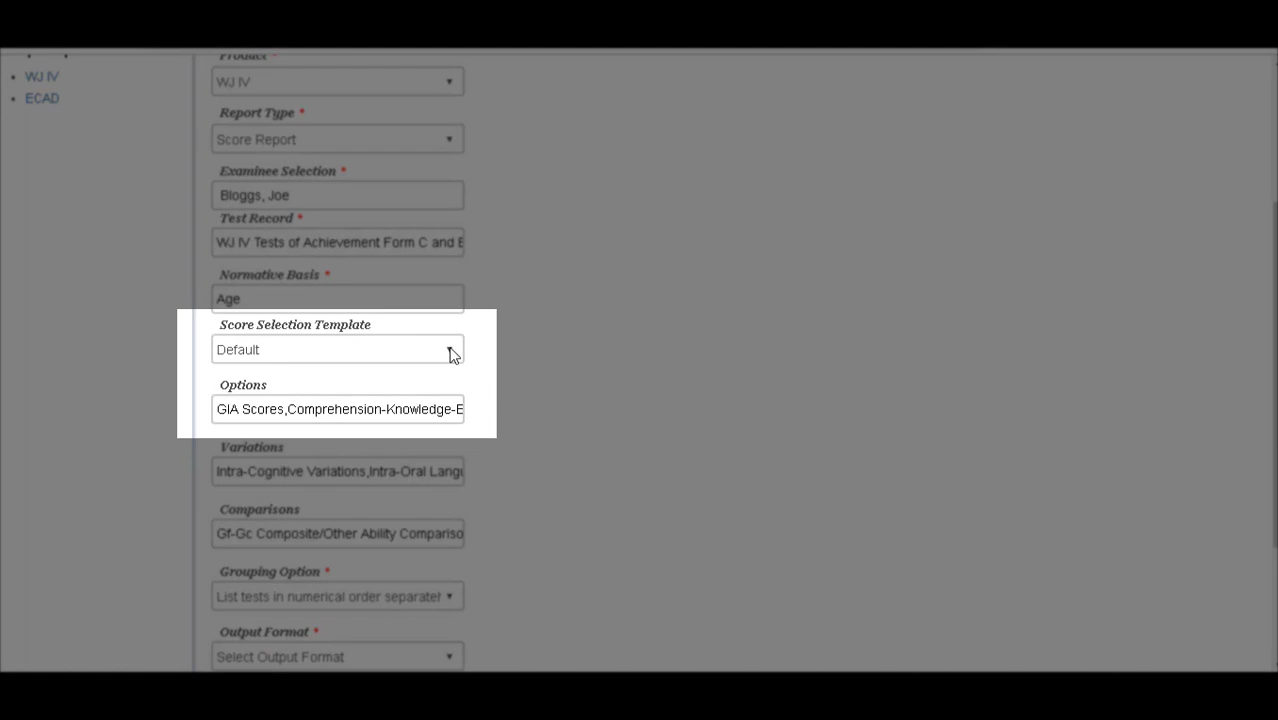 Product *
WJ IV
ECAD
WJ IV
Report Type *
Score Report
Examinee Selection *
Bloggs, Joe
Test Record *
WJ IV Tests of Achievement Form C and E
Normative Basis *
Age
Score Selection Template
Default
Options
GIA Scores,Comprehension-Knowledge-E
Variations
Intra-Cognitive Variations,Intra-Oral Langu
Comparisons
Gf-Gc Composite/Other Ability Compariso
Grouping Option *
List tests in numerical order separatel
Output Format *
Select Output Format